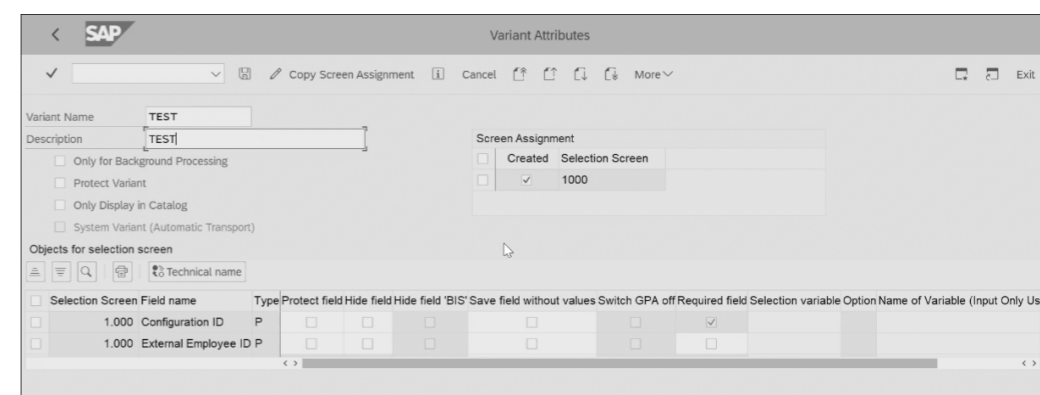 SAP
Variant Attributes
Copy Screen Assignment Cancel More Exit
Variant Name TEST
Description TEST
Only for Background Processing
Protect Variant
Only Display in Catalog
System Variant (Automatic Transport)
Screen Assignment
Created Selection Screen
1000
Objects for selection screen
Technical name
Selection Screen Field name Type Protect field Hide field Hide field 'BIS' Save field without values Switch GPA off Required field Selection variable Option Name of Variable (Input Only Us
1.000 Configuration ID P
1.000 External Employee ID P